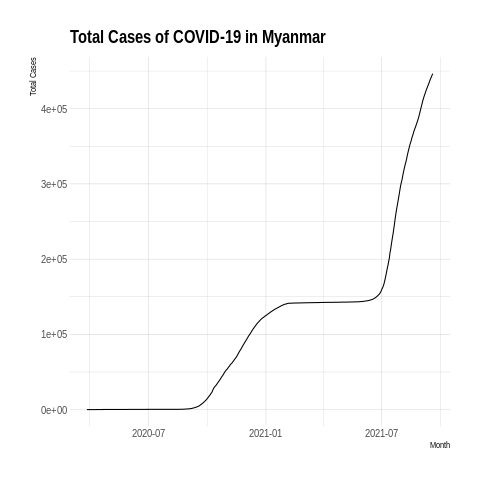 Total Cases of COVID-19 in Myanmar
Total Cases
4e+05
3e+05
2e+05
1e+05
0e+00
2020-07
2021-01
2021-07
Month